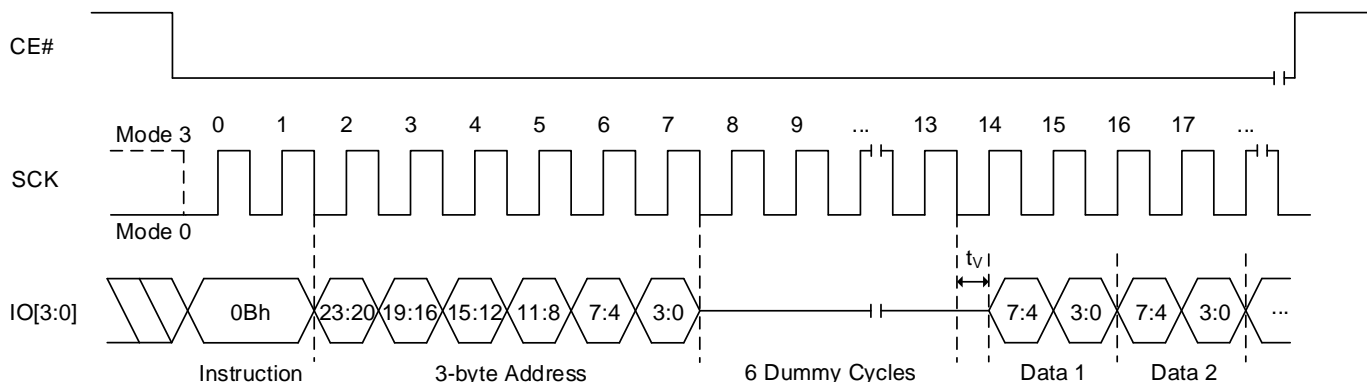 CE#
Mode 3 0 1 2 3 4 5 6 7 8 9 ... 13 14 15 16 17 ...
SCK
Mode 0
tV
IO[3:0] 0Bh 23:20 19:16 15:12 11:8 7:4 3:0 7:4 3:0 7:4 3:0 ...
Instruction 3-byte Address 6 Dummy Cycles Data 1 Data 2